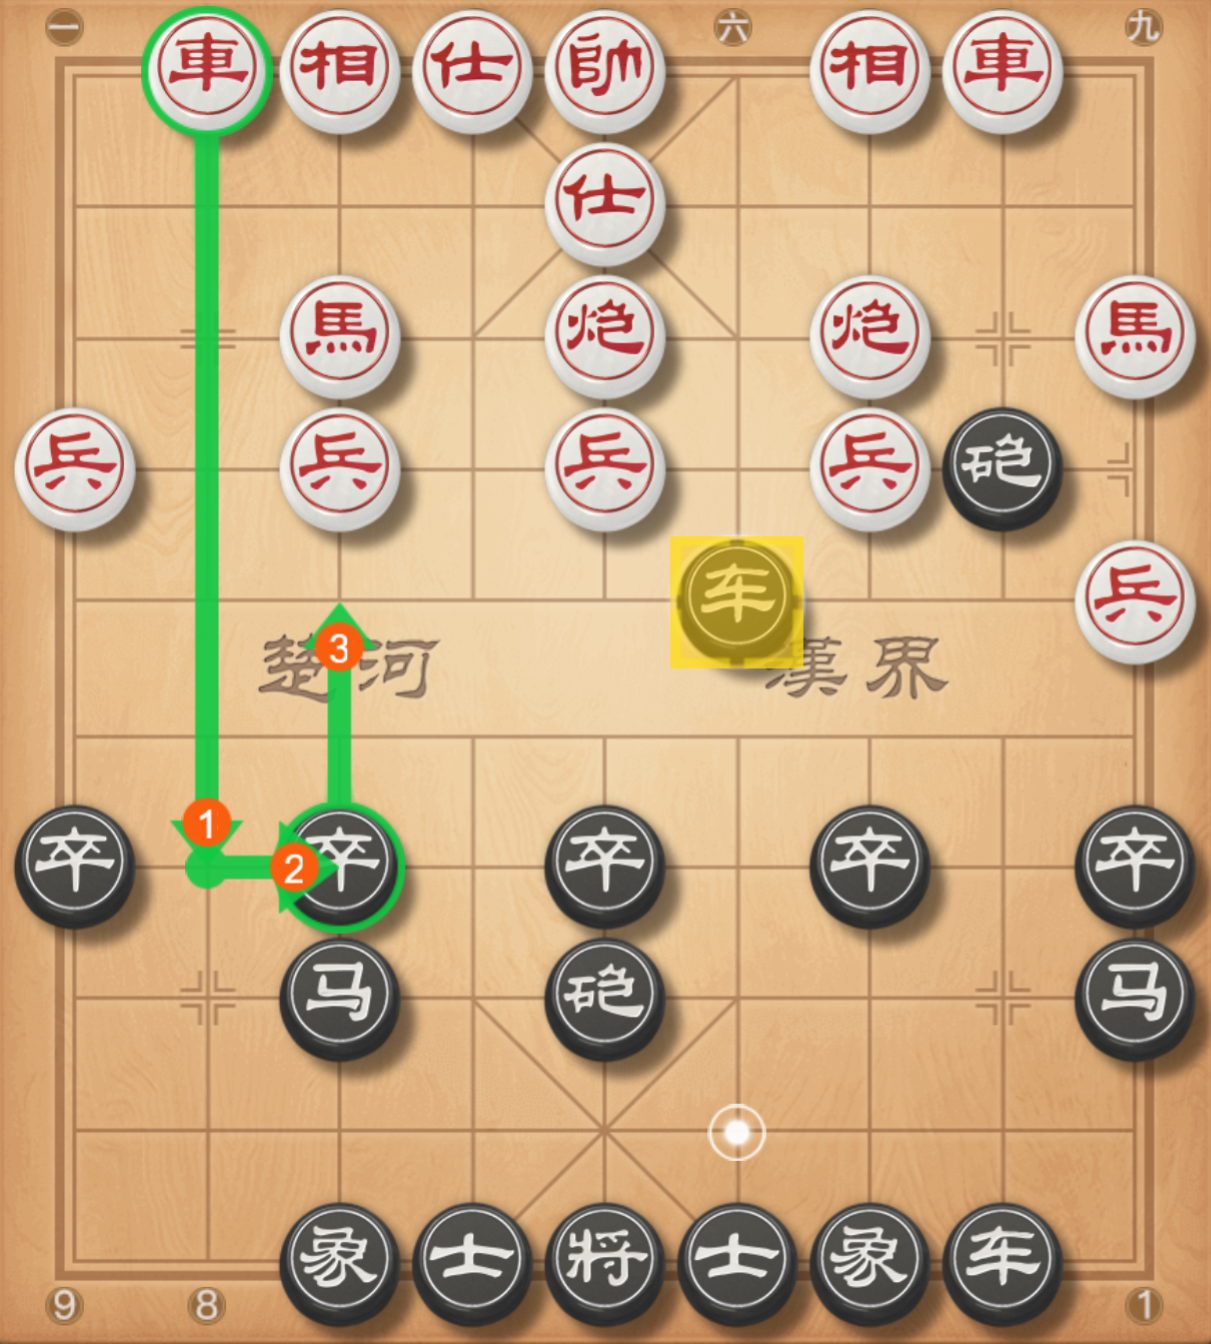 一 六 九
車 相 仕 帥 相 車
仕
馬 炮 炮 馬
兵 兵 兵 兵 砲
车 兵
楚河 3 漢界
1
卒 2 卒 卒 卒 卒
马 砲 马
象 士 将 士 象 车
9 8 1